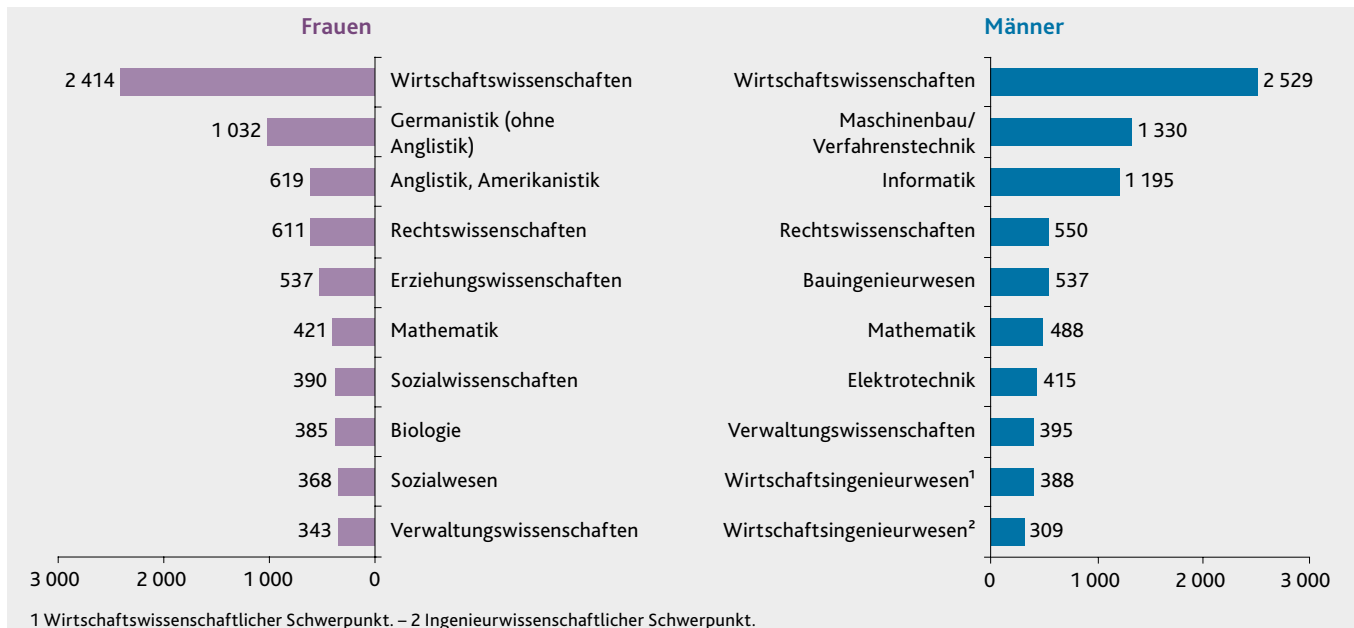 Frauen
2 414 Wirtschaftswissenschaften
1 032 Germanistik (ohne
Anglistik)
619 Anglistik, Amerikanistik
611 Rechtswissenschaften
537 Erziehungswissenschaften
421 Mathematik
390 Sozialwissenschaften
385 Biologie
368 Sozialwesen
343 Verwaltungswissenschaften
3 000 2 000 1 000 0
Männer
Wirtschaftswissenschaften 2 529
Maschinenbau/
Verfahrenstechnik 1 330
Informatik 1 195
Rechtswissenschaften 550
Bauingenieurwesen 537
Mathematik 488
Elektrotechnik 415
Verwaltungswissenschaften 395
Wirtschaftsingenieurwesen¹ 388
Wirtschaftsingenieurwesen² 309
0 1 000 2 000 3 000
1 Wirtschaftswissenschaftlicher Schwerpunkt. – 2 Ingenieurwissenschaftlicher Schwerpunkt.